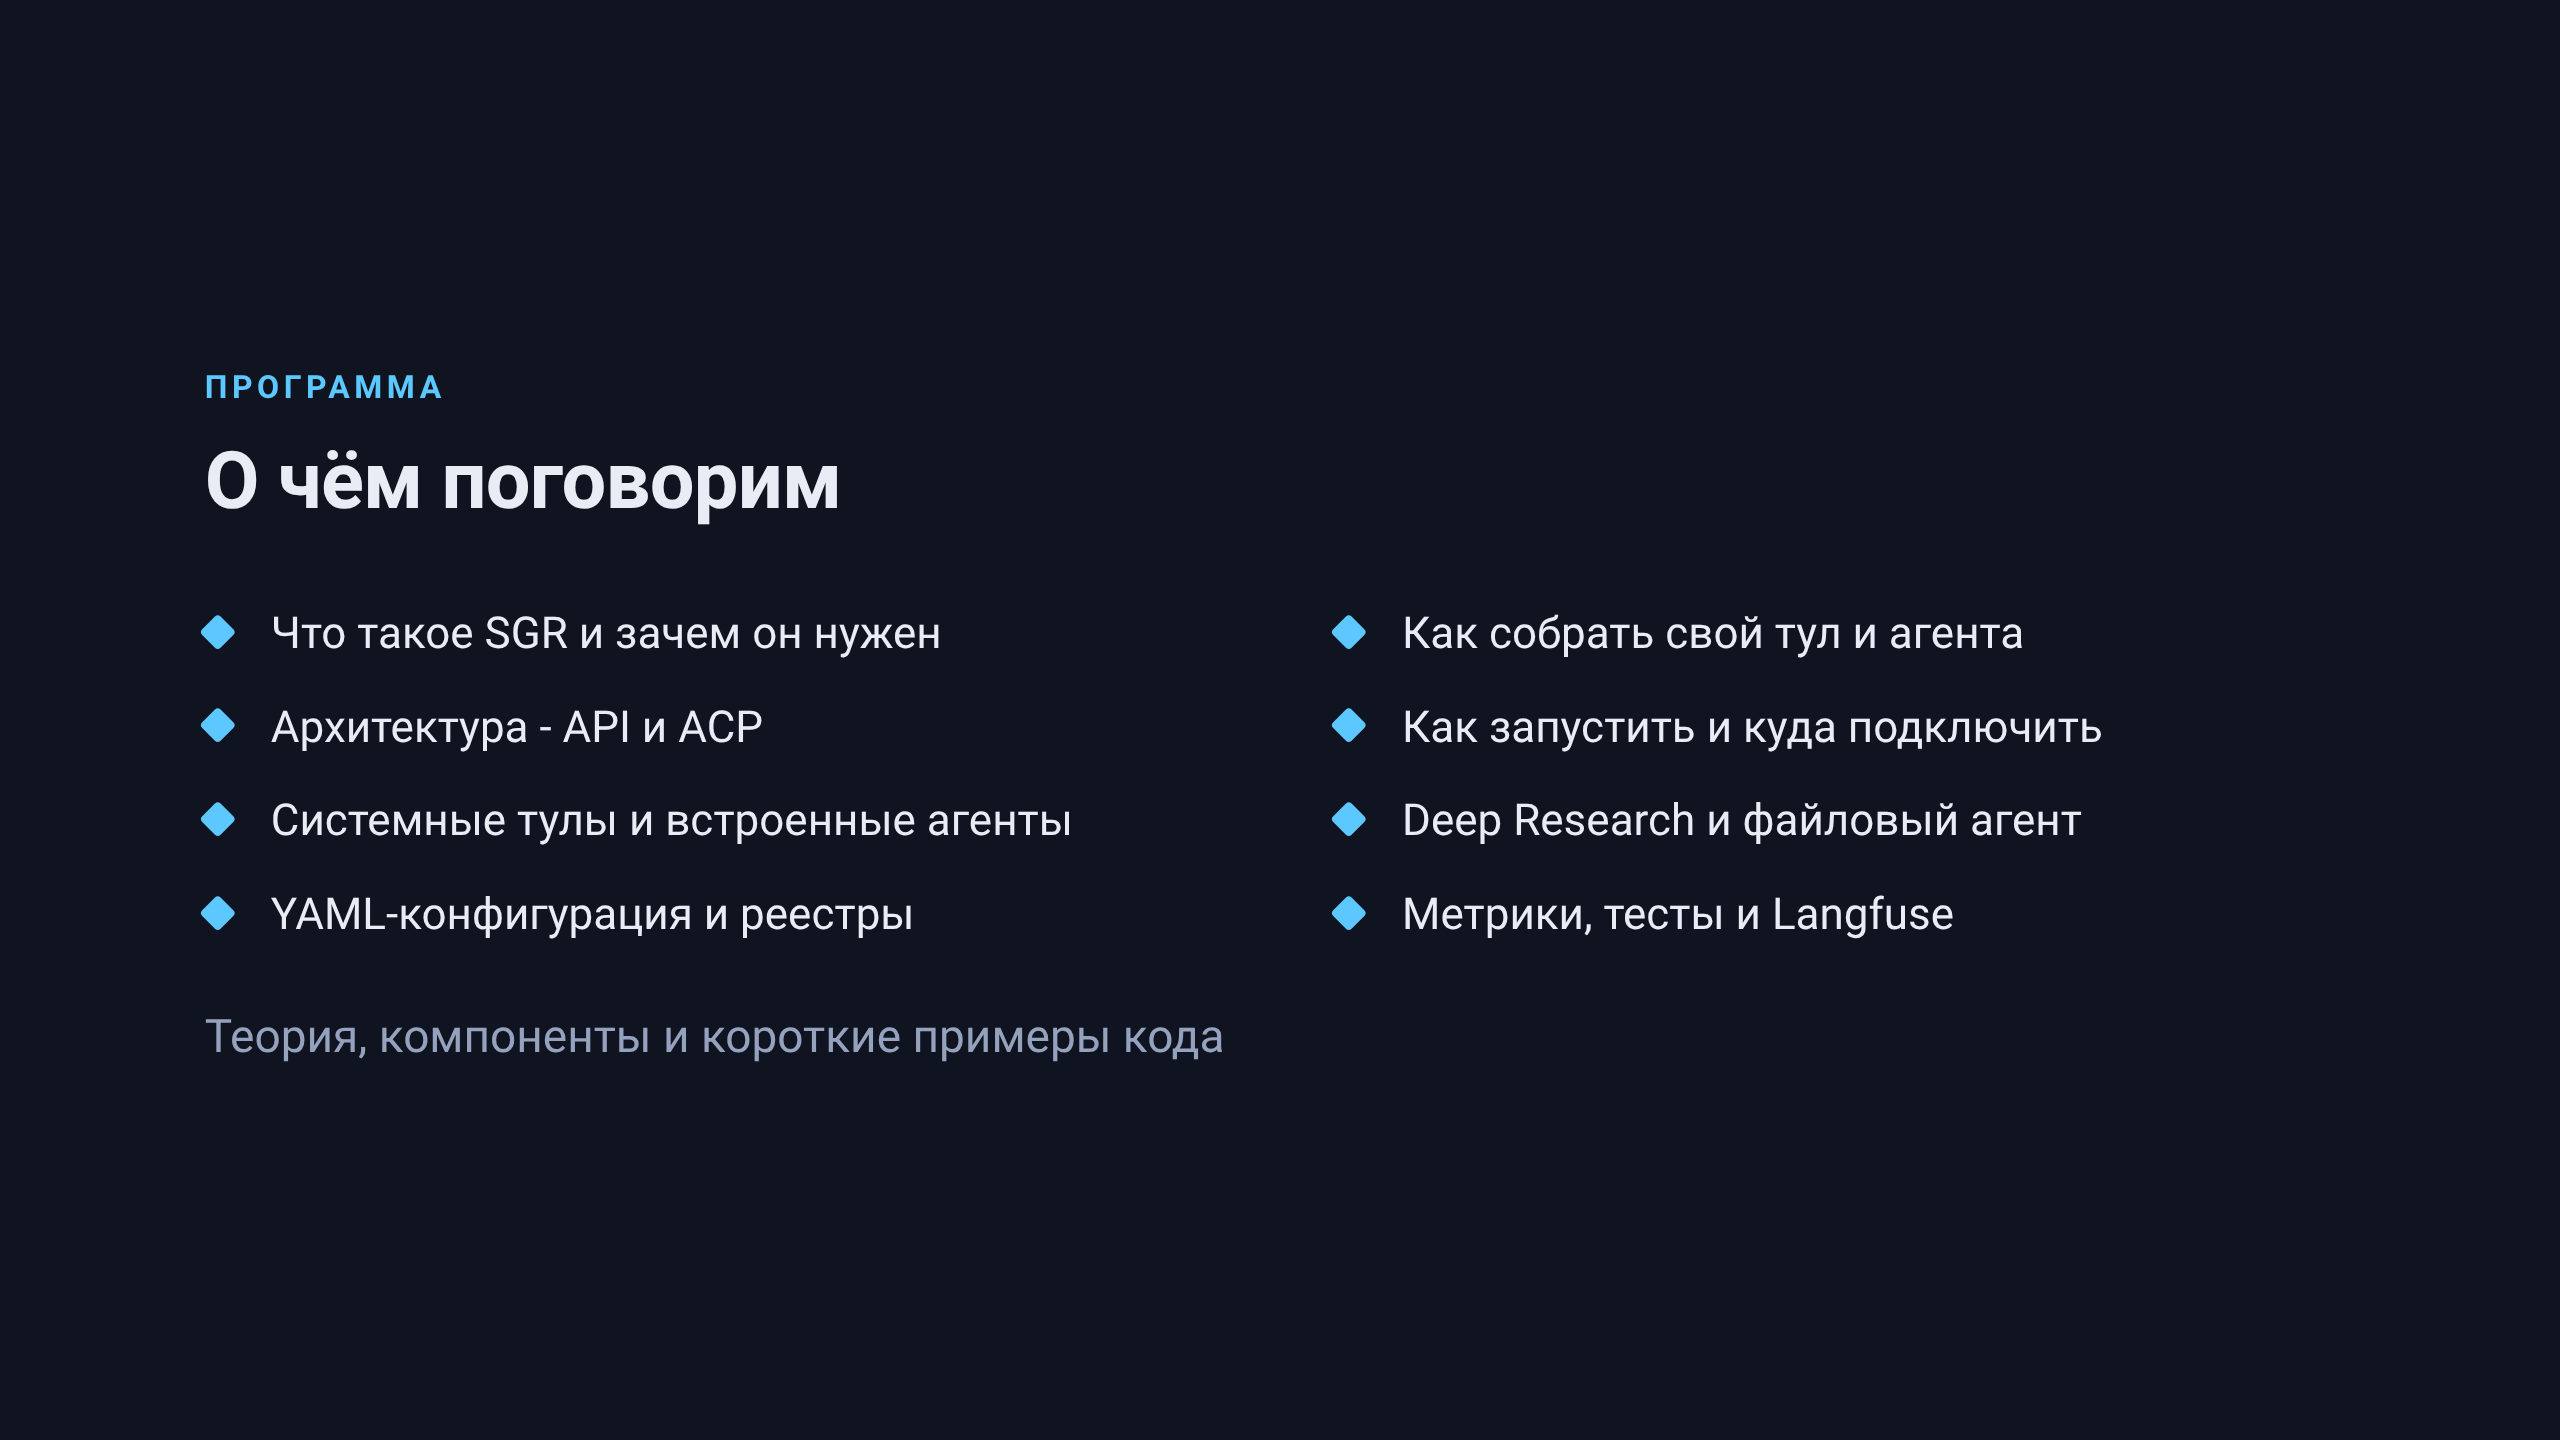 ПРОГРАММА
О чём поговорим
Что такое SGR и зачем он нужен
Архитектура - API и ACP
Системные тулы и встроенные агенты
YAML-конфигурация и реестры
Как собрать свой тул и агента
Как запустить и куда подключить
Deep Research и файловый агент
Метрики, тесты и Langfuse
Теория, компоненты и короткие примеры кода